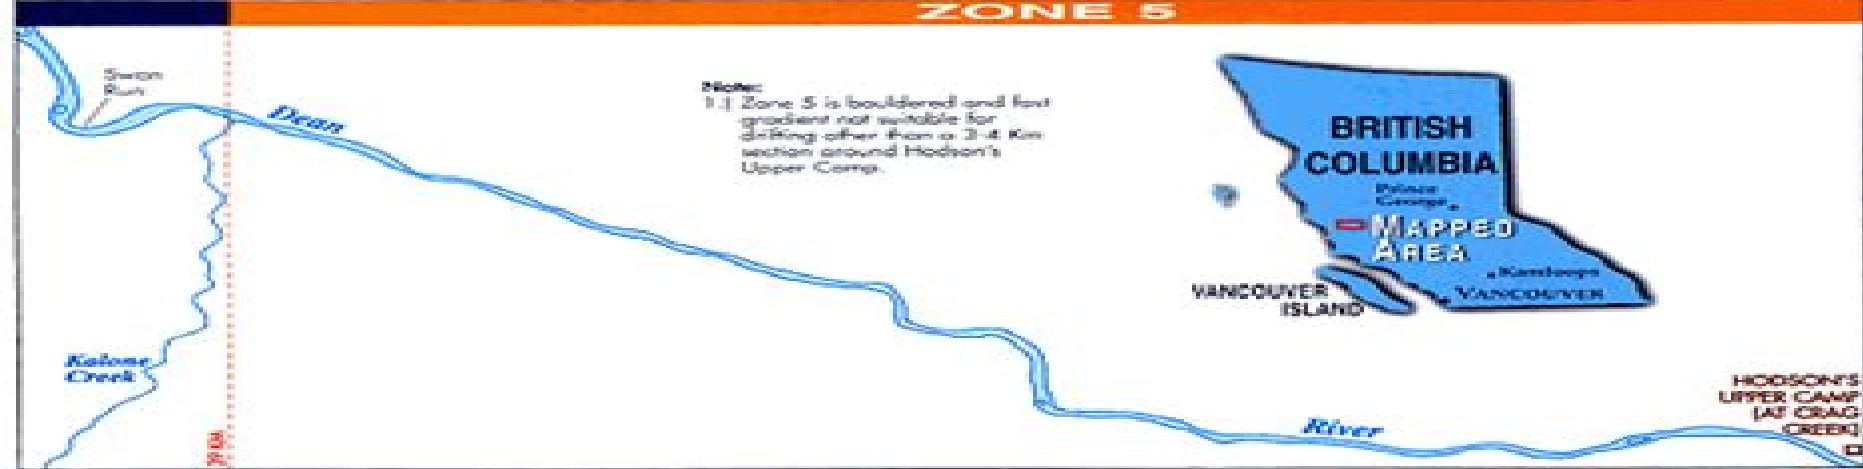 ZONE 5
Swan
Run
Dean
Note:
1.) Zone 5 is bouldered and fast
gradient not suitable for
drifting other than a 3-4 Km
section around Hodson's
Upper Camp.
BRITISH
COLUMBIA
Prince
George
MAPPED
AREA
Kamloops
VANCOUVER
VANCOUVER
ISLAND
Kalone
Creek
HODSON'S
UPPER CAMP
[AT CRAG
CREEK]
River